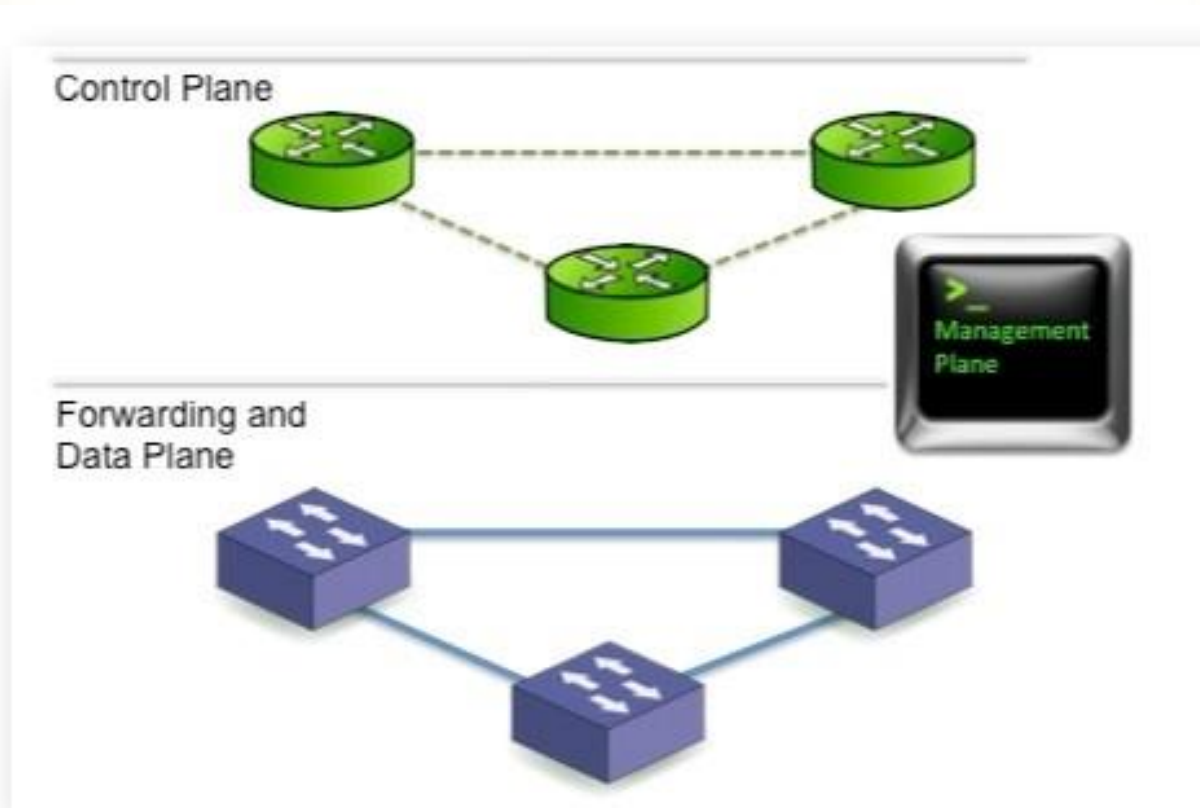 Control Plane
>_
Management
Plane
Forwarding and
Data Plane